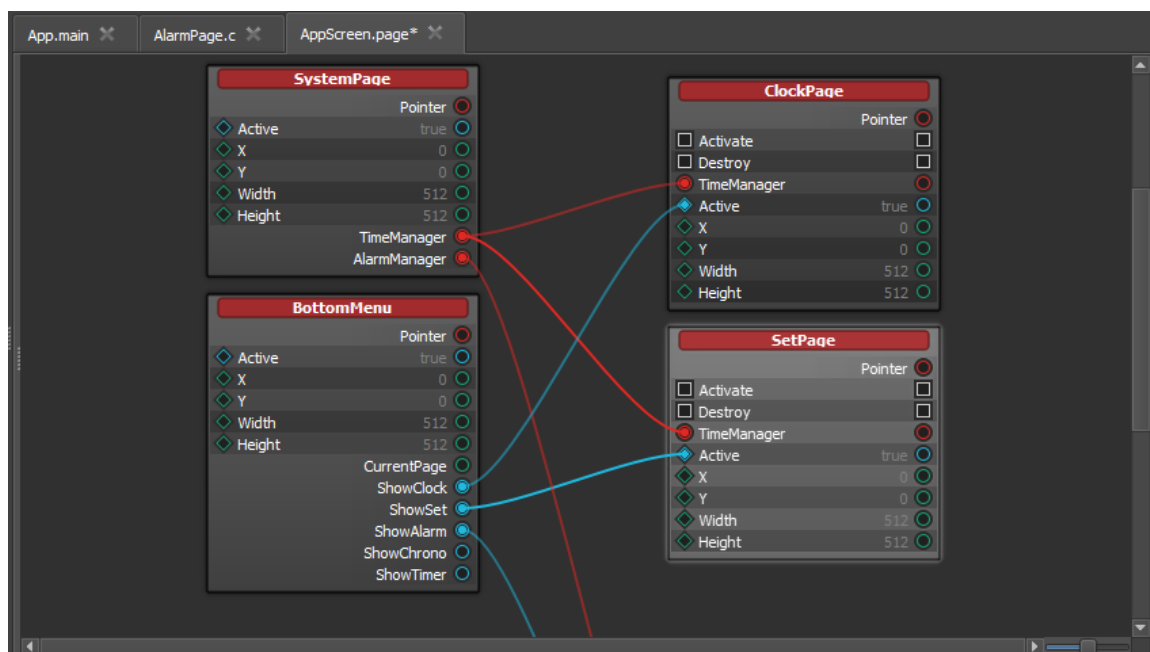 App.main
AlarmPage.c
AppScreen.page*
SystemPage
Pointer
Active true
X 0
Y 0
Width 512
Height 512
TimeManager
AlarmManager
BottomMenu
Pointer
Active true
X 0
Y 0
Width 512
Height 512
CurrentPage
ShowClock
ShowSet
ShowAlarm
ShowChrono
ShowTimer
ClockPage
Pointer
Activate
Destroy
TimeManager
Active true
X 0
Y 0
Width 512
Height 512
SetPage
Pointer
Activate
Destroy
TimeManager
Active true
X 0
Y 0
Width 512
Height 512